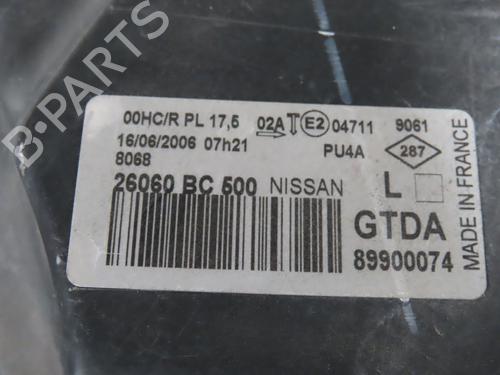 00HC/R PL 17,5 02A E2 04711 9061
16/06/2006 07h21 PU4A 287
8068
26060 BC 500 NISSAN L
GTDA
89900074
MADE IN FRANCE
B-PARTS